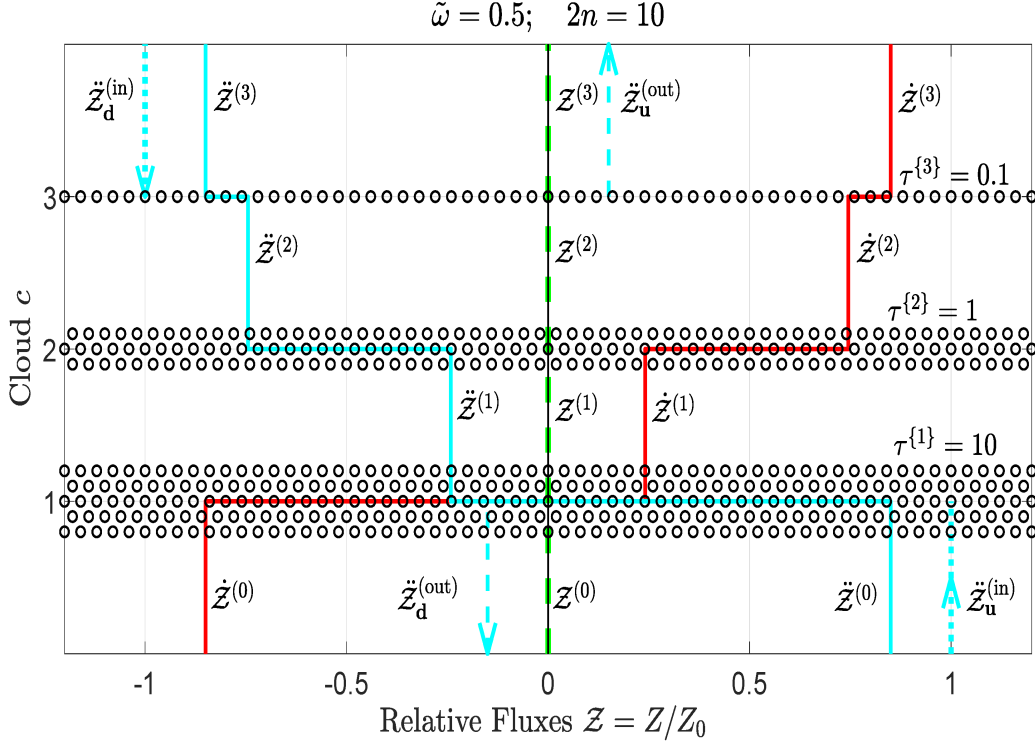 ω̃ = 0.5; 2n = 10
Z̈_d^(in) Z̈^(3) Z^(3) Z̈_u^(out) Ż^(3)
τ^{3} = 0.1
3
Z̈^(2) Z^(2) Ż^(2)
τ^{2} = 1
2
Z̈^(1) Z^(1) Ż^(1)
τ^{1} = 10
1
Ż^(0) Z̈_d^(out) Z^(0) Z̈^(0) Z̈_u^(in)
Cloud c
-1 -0.5 0 0.5 1
Relative Fluxes 𝒵 = Z/Z₀